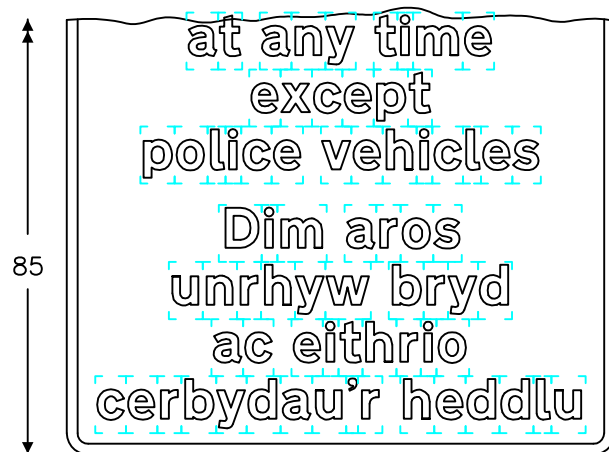 at any time
except
police vehicles
Dim aros
unrhyw bryd
ac eithrio
cerbydau'r heddlu
85